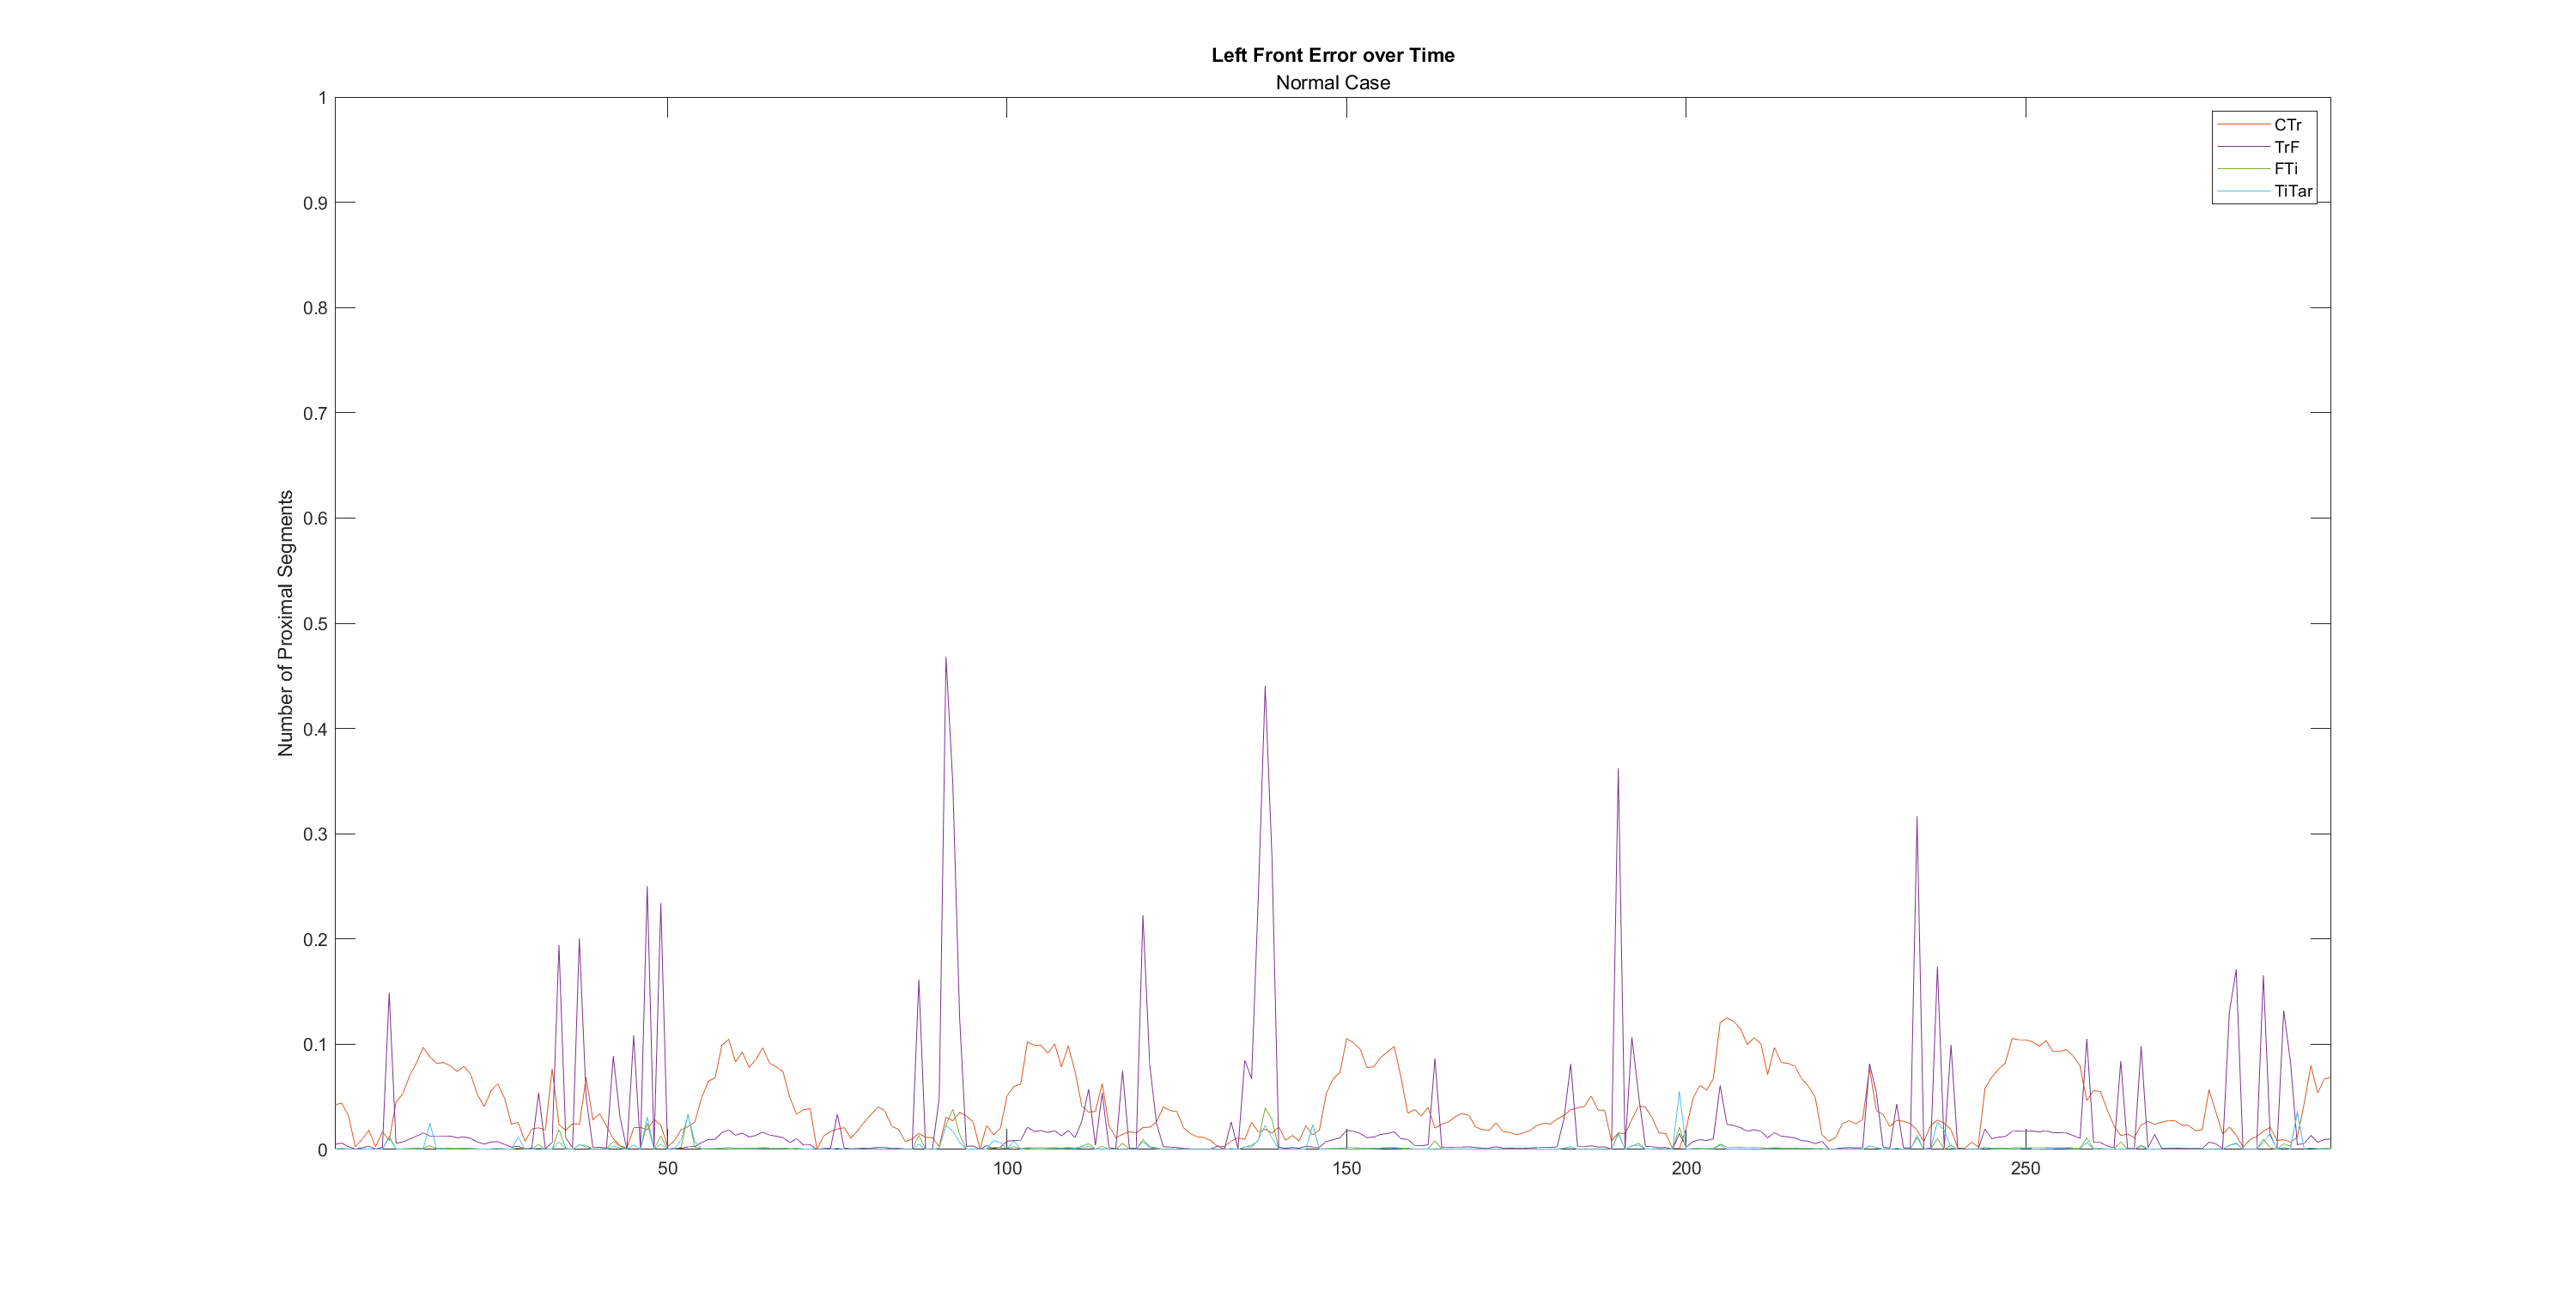 Left Front Error over Time
Normal Case
1
0.9
0.8
0.7
0.6
0.5
0.4
0.3
0.2
0.1
0
Number of Proximal Segments
50
100
150
200
250
CTr
TrF
FTi
TiTar